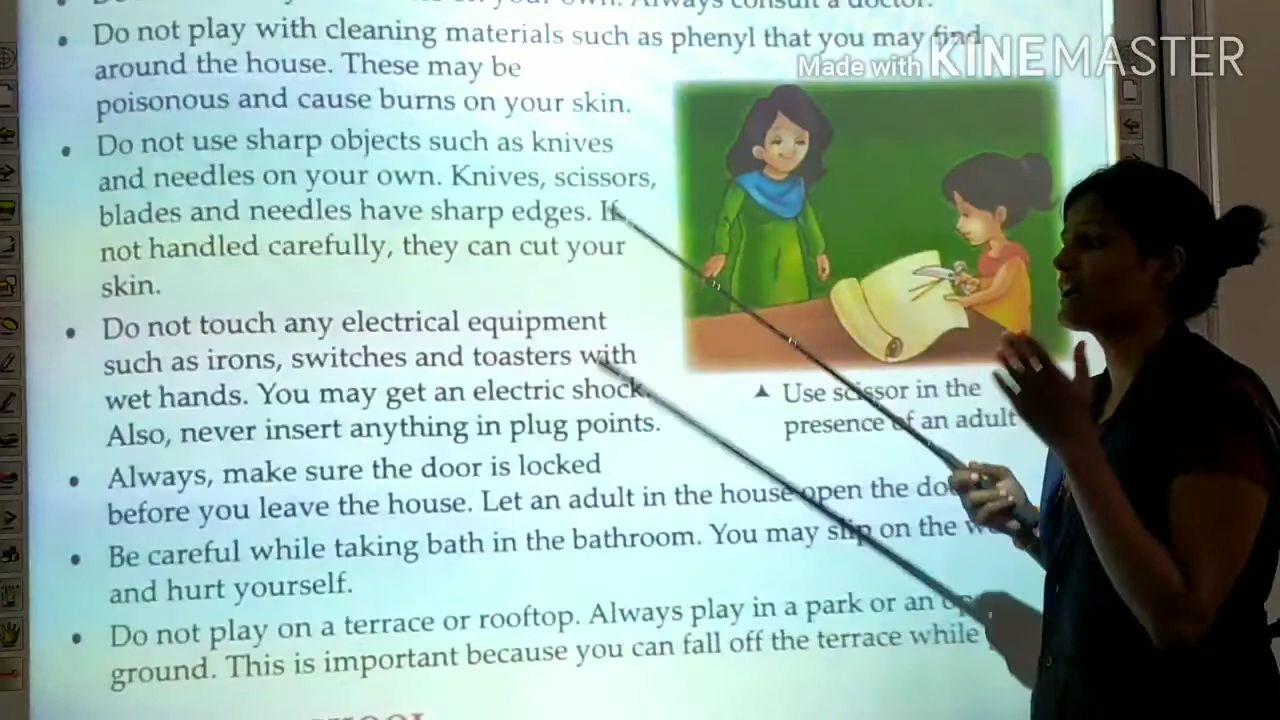 always consult a doctor.
• Do not play with cleaning materials such as phenyl that you may find
around the house. These may be
poisonous and cause burns on your skin.
• Do not use sharp objects such as knives
and needles on your own. Knives, scissors,
blades and needles have sharp edges. If
not handled carefully, they can cut your
skin.
• Do not touch any electrical equipment
such as irons, switches and toasters with
wet hands. You may get an electric shock.
Also, never insert anything in plug points.
• Always, make sure the door is locked
before you leave the house. Let an adult in the house open the
• Be careful while taking bath in the bathroom. You may slip on the
and hurt yourself.
• Do not play on a terrace or rooftop. Always play in a park or an
ground. This is important because you can fall off the terrace while
Made with KINEMASTER
▲ Use scissor in the
presence of an adult